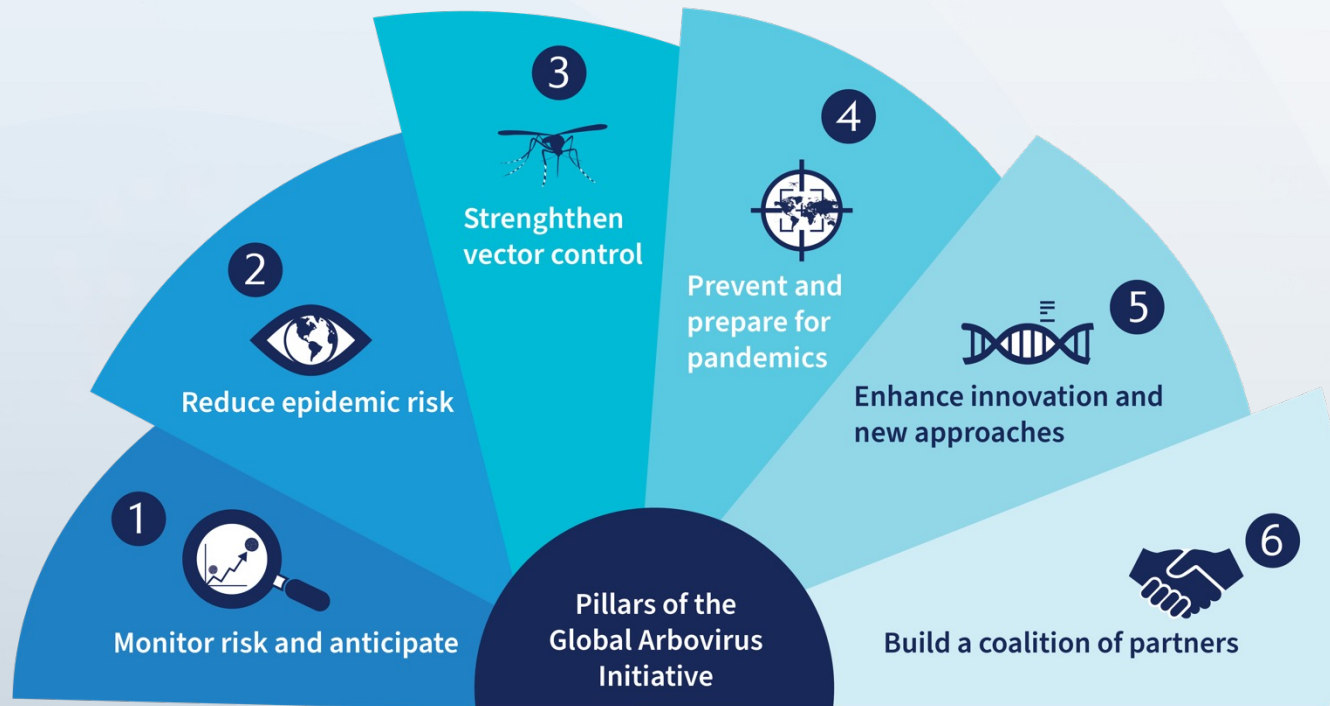 1
Monitor risk and anticipate
2
Reduce epidemic risk
3
Strenghthen
vector control
4
Prevent and
prepare for
pandemics
5
Enhance innovation and
new approaches
6
Build a coalition of partners
Pillars of the
Global Arbovirus
Initiative